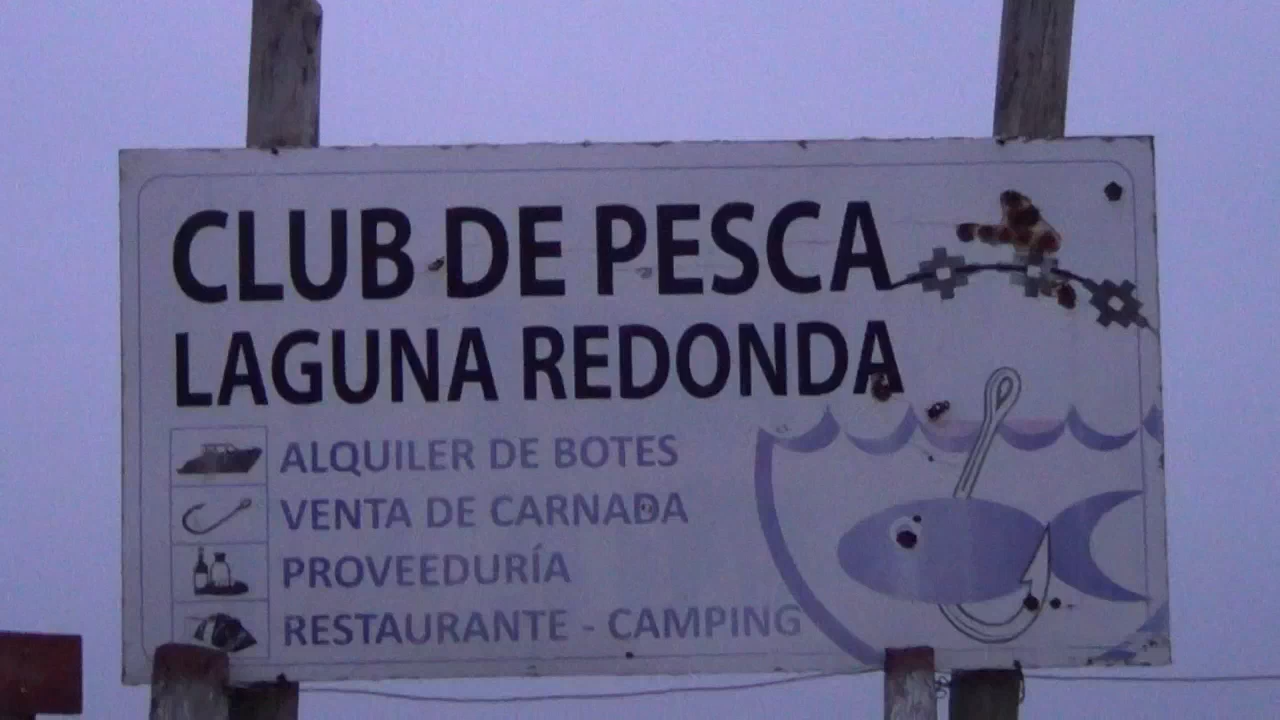 CLUB DE PESCA
LAGUNA REDONDA
ALQUILER DE BOTES
VENTA DE CARNADA
PROVEEDURÍA
RESTAURANTE - CAMPING